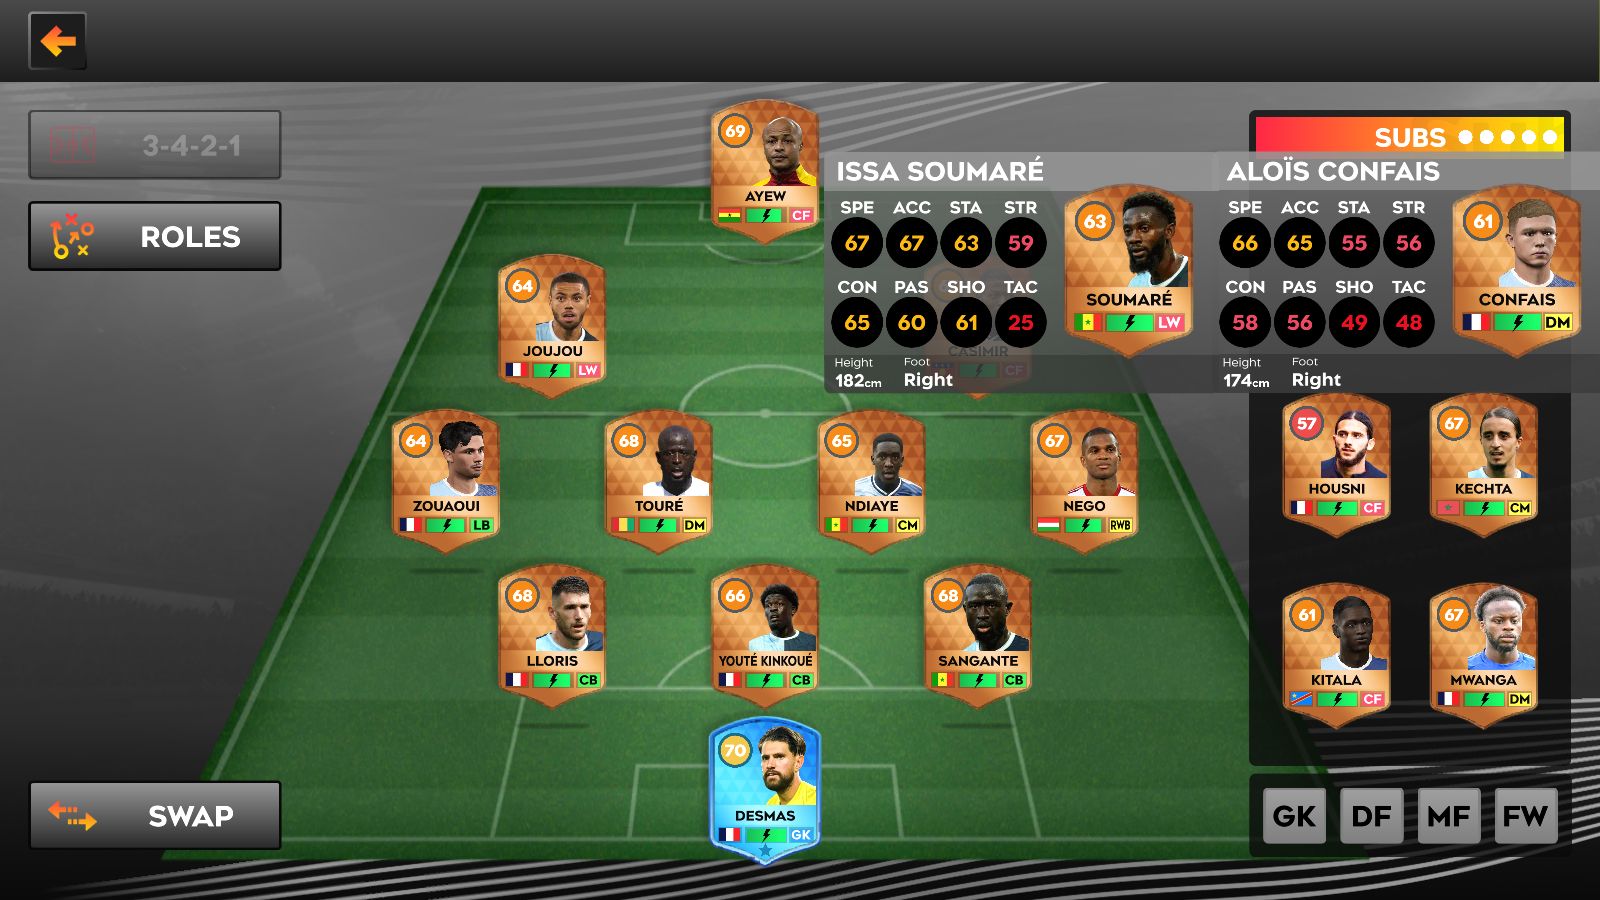 3-4-2-1
ROLES
SUBS
69
AYEW
CF
ISSA SOUMARÉ
SPE ACC STA STR
67 67 63 59
CON PAS SHO TAC
65 60 61 25
Height Foot
182cm Right
63
SOUMARÉ
LW
ALOÏS CONFAIS
SPE ACC STA STR
66 65 55 56
CON PAS SHO TAC
58 56 49 48
Height Foot
174cm Right
61
CONFAIS
DM
64
JOUJOU
LW
CASIMIR
CF
64
ZOUAOUI
LB
68
TOURÉ
DM
65
NDIAYE
CM
67
NEGO
RWB
57
HOUSNI
CF
67
KECHTA
CM
68
LLORIS
CB
66
YOUTÉ KINKOUÉ
CB
68
SANGANTE
CB
61
KITALA
CF
67
MWANGA
DM
70
DESMAS
GK
SWAP
GK DF MF FW